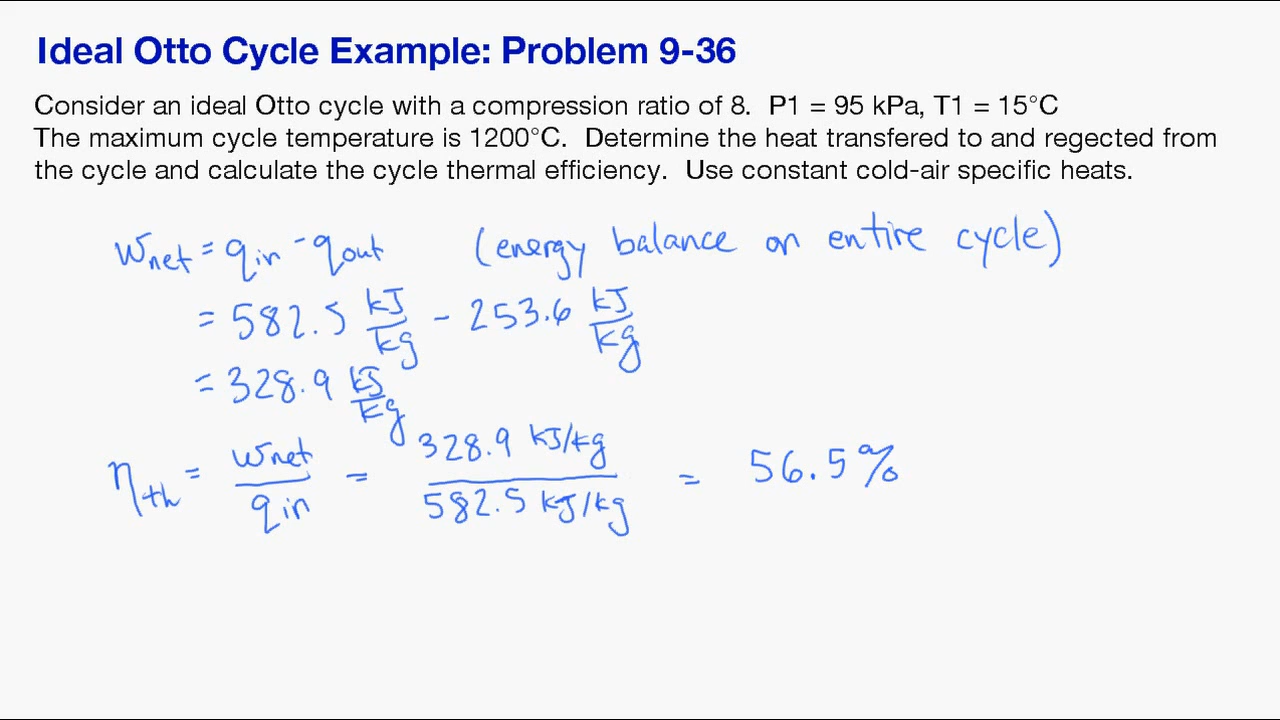 Ideal Otto Cycle Example: Problem 9-36
Consider an ideal Otto cycle with a compression ratio of 8. P1 = 95 kPa, T1 = 15°C
The maximum cycle temperature is 1200°C. Determine the heat transfered to and regected from
the cycle and calculate the cycle thermal efficiency. Use constant cold-air specific heats.
Wnet = qin - qout (energy balance on entire cycle)
= 582.5 kJ/kg - 253.6 kJ/kg
= 328.9 kJ/kg
ηth = Wnet/qin = 328.9 kJ/kg / 582.5 kJ/kg = 56.5%